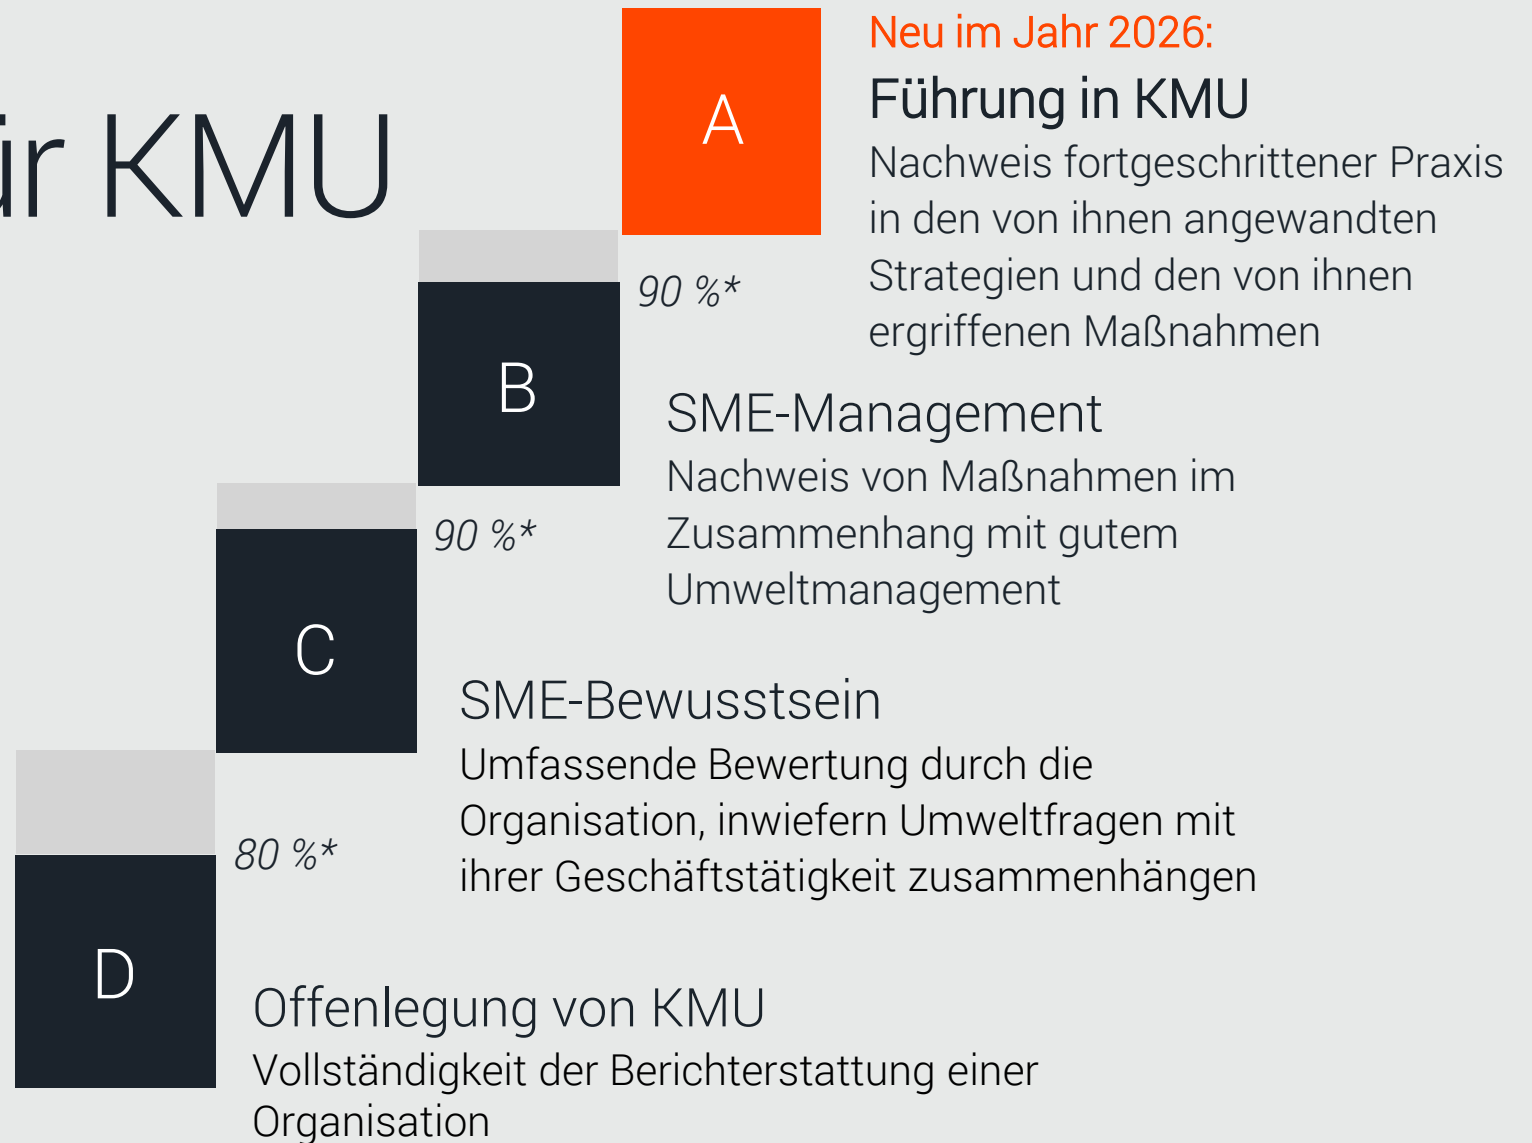 ür KMU
A
Neu im Jahr 2026:
Führung in KMU
Nachweis fortgeschrittener Praxis
in den von ihnen angewandten
Strategien und den von ihnen
ergriffenen Maßnahmen
90 %*
B
SME-Management
Nachweis von Maßnahmen im
Zusammenhang mit gutem
Umweltmanagement
90 %*
C
SME-Bewusstsein
Umfassende Bewertung durch die
Organisation, inwiefern Umweltfragen mit
ihrer Geschäftstätigkeit zusammenhängen
80 %*
D
Offenlegung von KMU
Vollständigkeit der Berichterstattung einer
Organisation